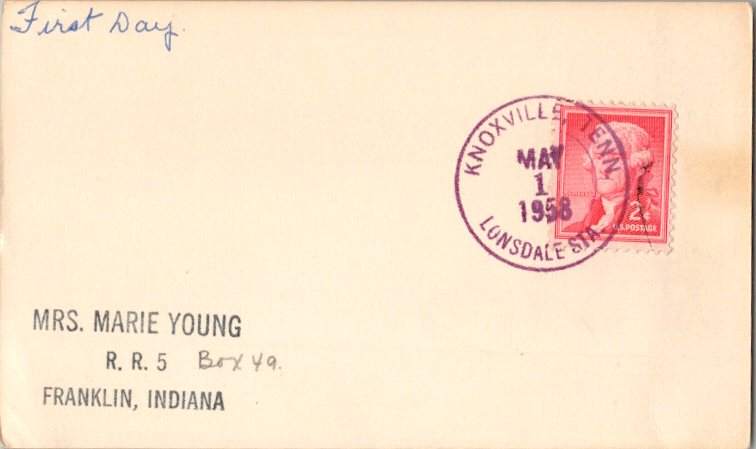 First Day.
KNOXVILLE, TENN.
MAY
1
1958
LONSDALE STA.
2¢
U.S. POSTAGE
MRS. MARIE YOUNG
R. R. 5 Box 49.
FRANKLIN, INDIANA